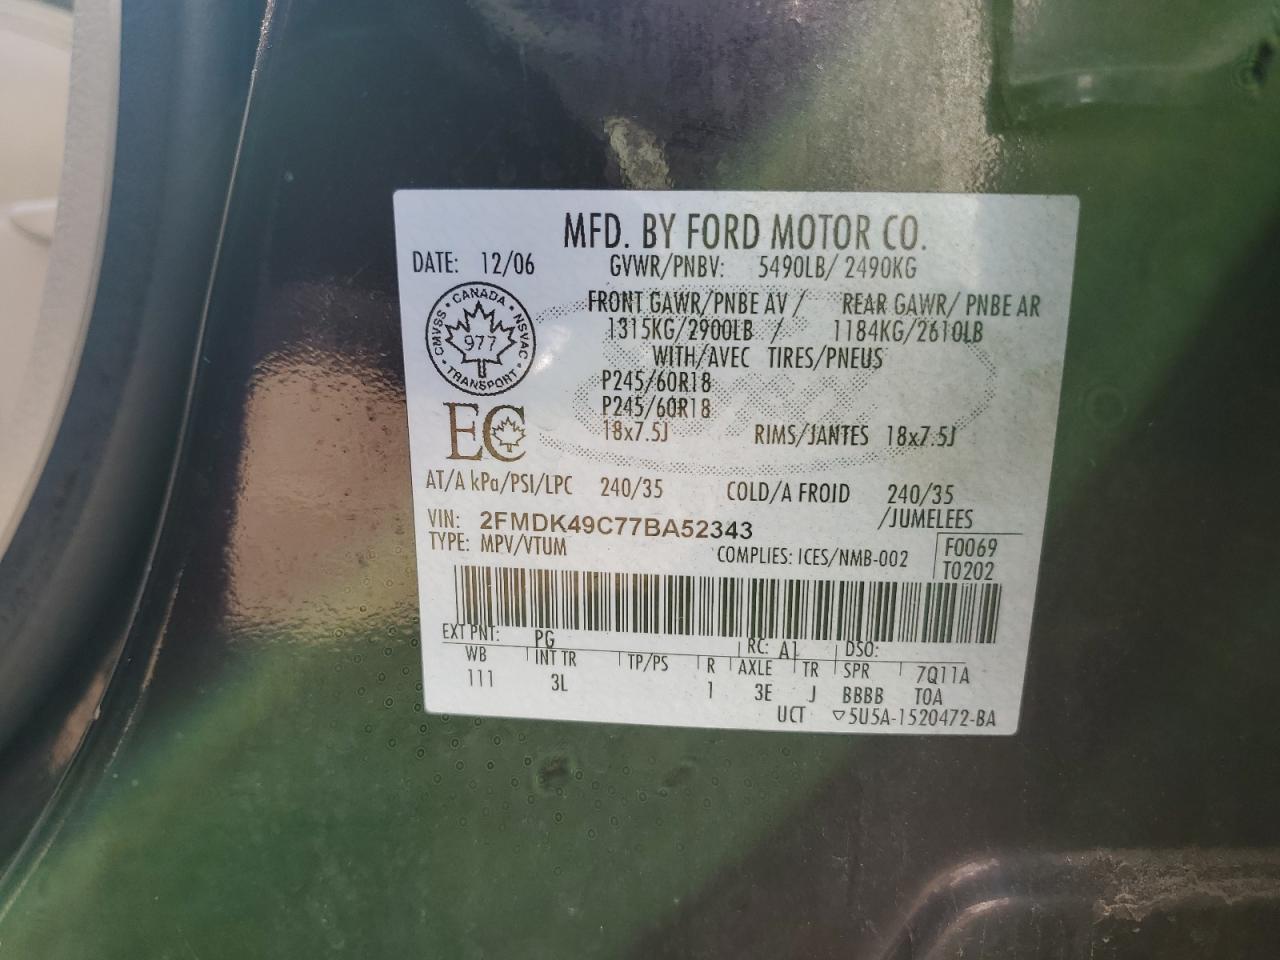 MFD. BY FORD MOTOR CO.
DATE: 12/06
GVWR/PNBV: 5490LB/ 2490KG
CMVSS · CANADA · NSVAC · TRANSPORT ·
977
EC
FRONT GAWR/PNBE AV / REAR GAWR/ PNBE AR
1315KG/2900LB / 1184KG/2610LB
WITH/AVEC TIRES/PNEUS
P245/60R18
P245/60R18
18x7.5J RIMS/JANTES 18x7.5J
AT/A kPa/PSI/LPC 240/35 COLD/A FROID 240/35
VIN: 2FMDK49C77BA52343 /JUMELEES
TYPE: MPV/VTUM COMPLIES: ICES/NMB-002
F0069
T0202
EXT PNT: PG RC: A1 DSO:
WB INT TR TP/PS R AXLE TR SPR 7Q11A
111 3L 1 3E J BBBB TOA
UCT ▽5U5A-1520472-BA